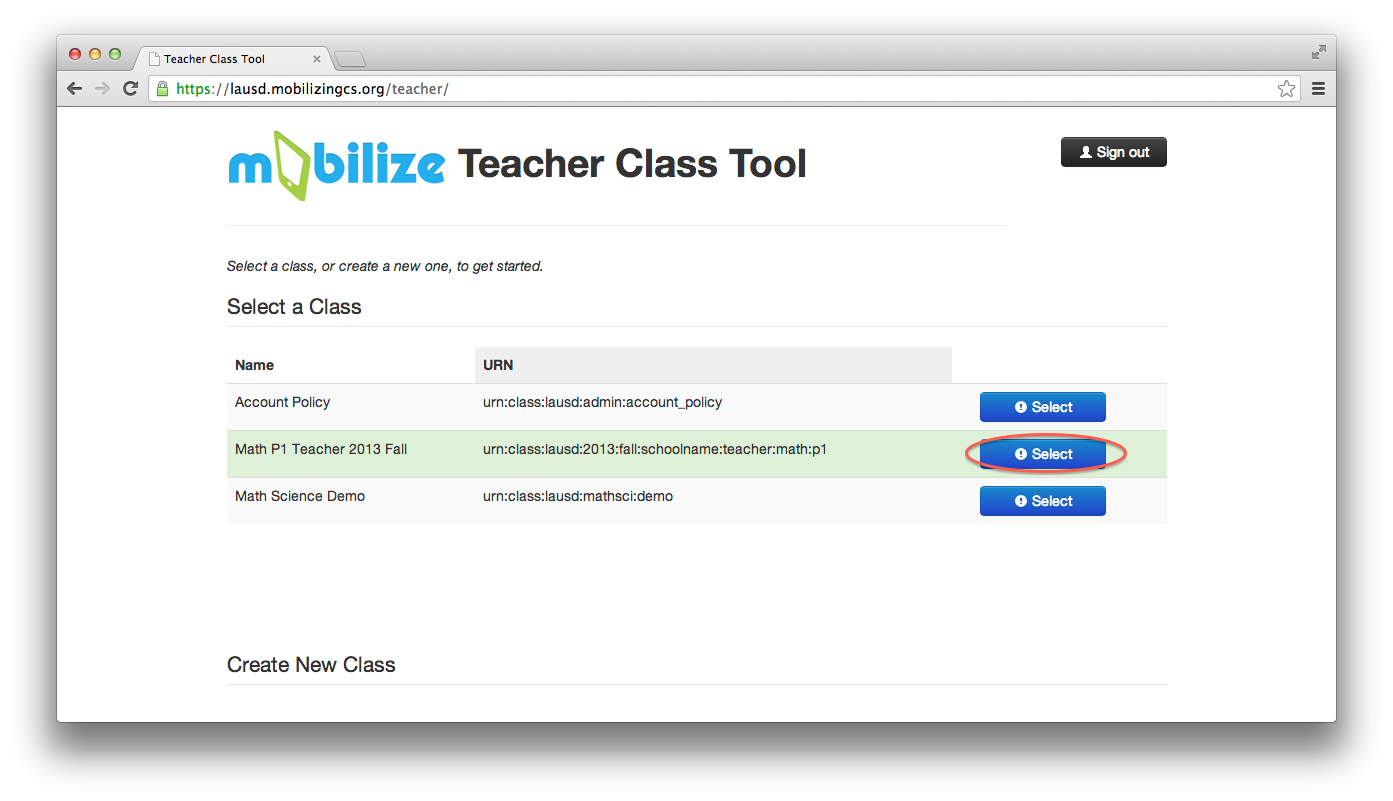 Teacher Class Tool
https://lausd.mobilizingcs.org/teacher/
mobilize Teacher Class Tool
Sign out
Select a class, or create a new one, to get started.
Select a Class
Name URN
Account Policy urn:class:lausd:admin:account_policy Select
Math P1 Teacher 2013 Fall urn:class:lausd:2013:fall:schoolname:teacher:math:p1 Select
Math Science Demo urn:class:lausd:mathsci:demo Select
Create New Class